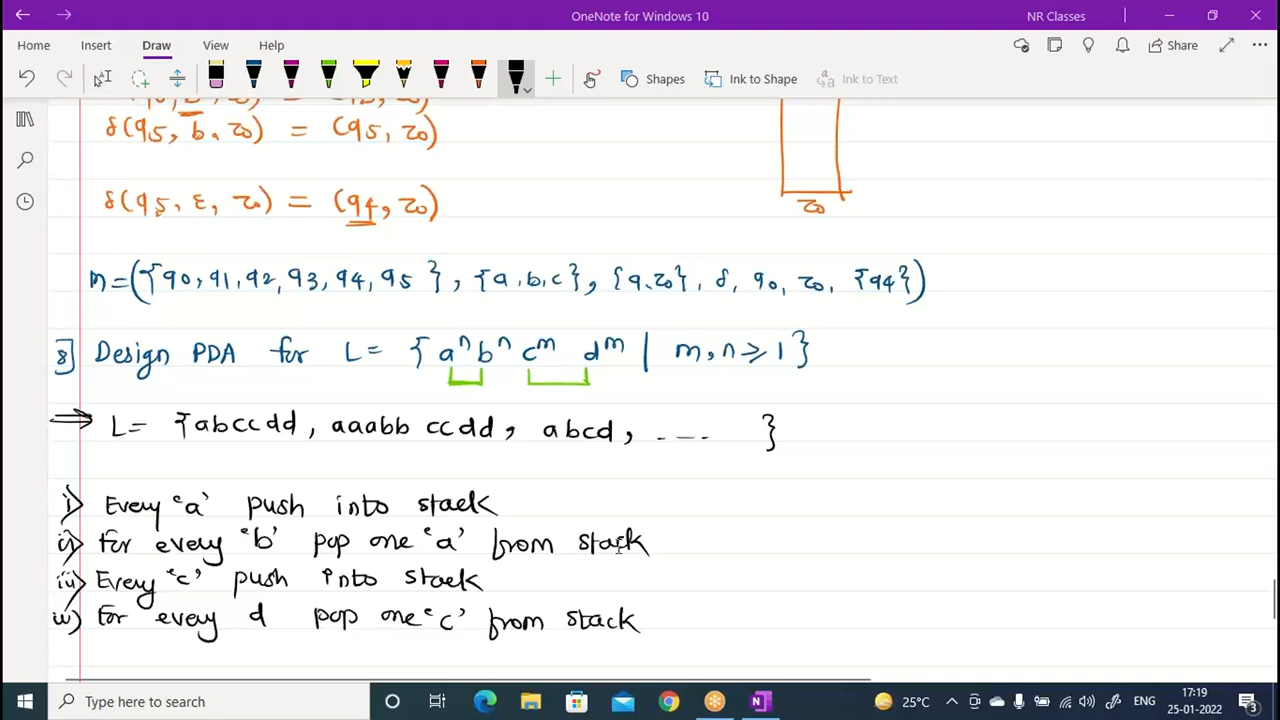 OneNote for Windows 10
NR Classes
Home Insert Draw View Help
Share
Shapes Ink to Shape Ink to Text
δ(q5, b, z0) = (q5, z0)
δ(q5, ε, z0) = (q4, z0)
z0
M=({q0, q1, q2, q3, q4, q5}, {a,b,c}, {a,z0}, δ, q0, z0, {q4})
8] Design PDA for L= {aⁿbⁿcᵐdᵐ | m,n≥1}
⇒ L= {abccdd, aaabb ccdd, abcd, .... }
i) Every 'a' push into stack
ii) for every 'b' pop one 'a' from stack
iii) Every 'c' push into stack
iv) for every d pop one 'c' from stack
Type here to search
25°C
ENG
17:19
25-01-2022
3